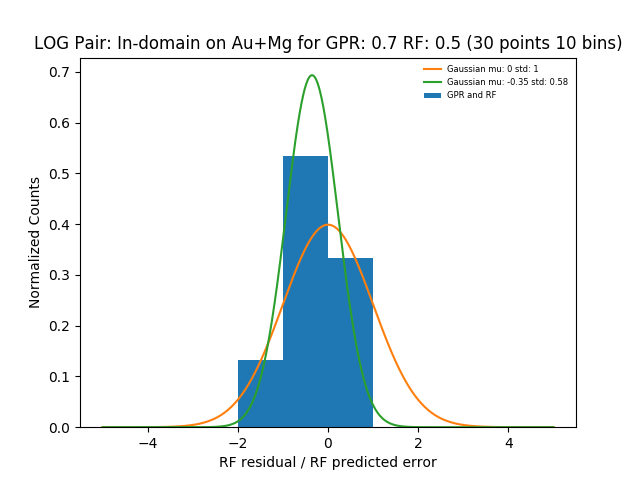 LOG Pair: In-domain on Au+Mg for GPR: 0.7 RF: 0.5 (30 points 10 bins)
Gaussian mu: 0 std: 1
Gaussian mu: -0.35 std: 0.58
GPR and RF
Normalized Counts
0.7
0.6
0.5
0.4
0.3
0.2
0.1
0.0
−4 −2 0 2 4
RF residual / RF predicted error